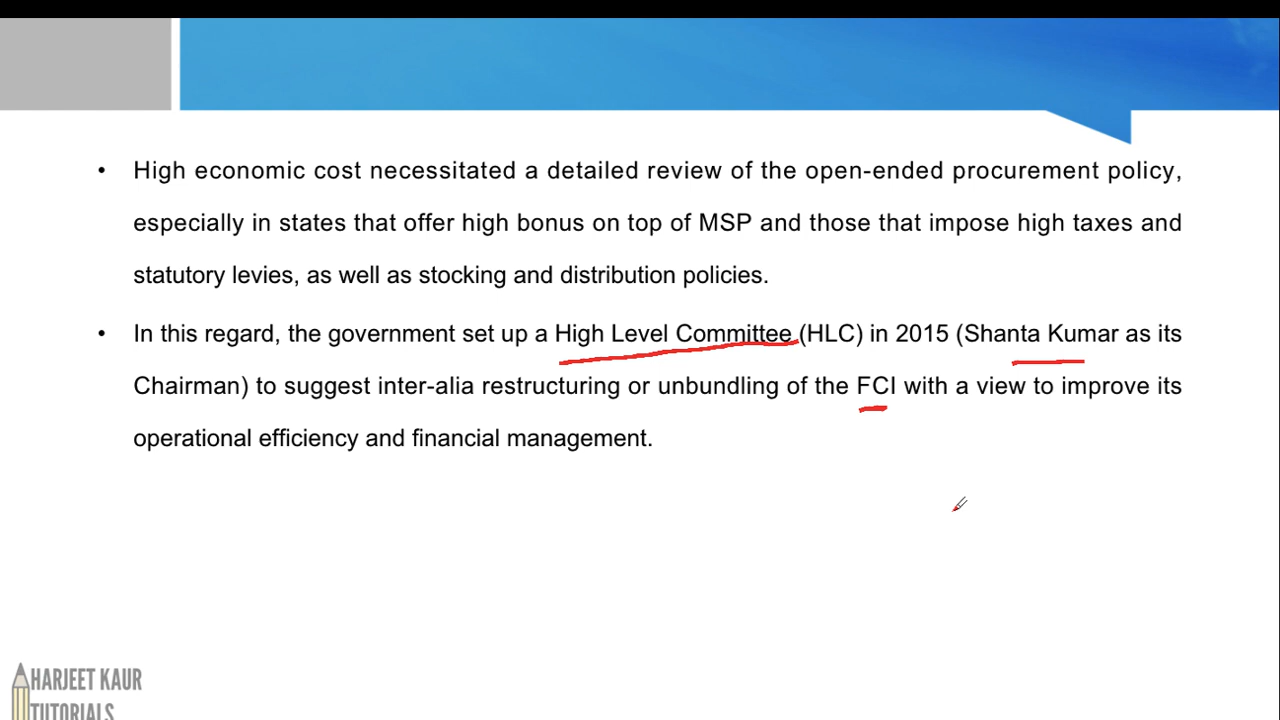 • High economic cost necessitated a detailed review of the open-ended procurement policy,
especially in states that offer high bonus on top of MSP and those that impose high taxes and
statutory levies, as well as stocking and distribution policies.
• In this regard, the government set up a High Level Committee (HLC) in 2015 (Shanta Kumar as its
Chairman) to suggest inter-alia restructuring or unbundling of the FCI with a view to improve its
operational efficiency and financial management.
HARJEET KAUR
TUTORIALS